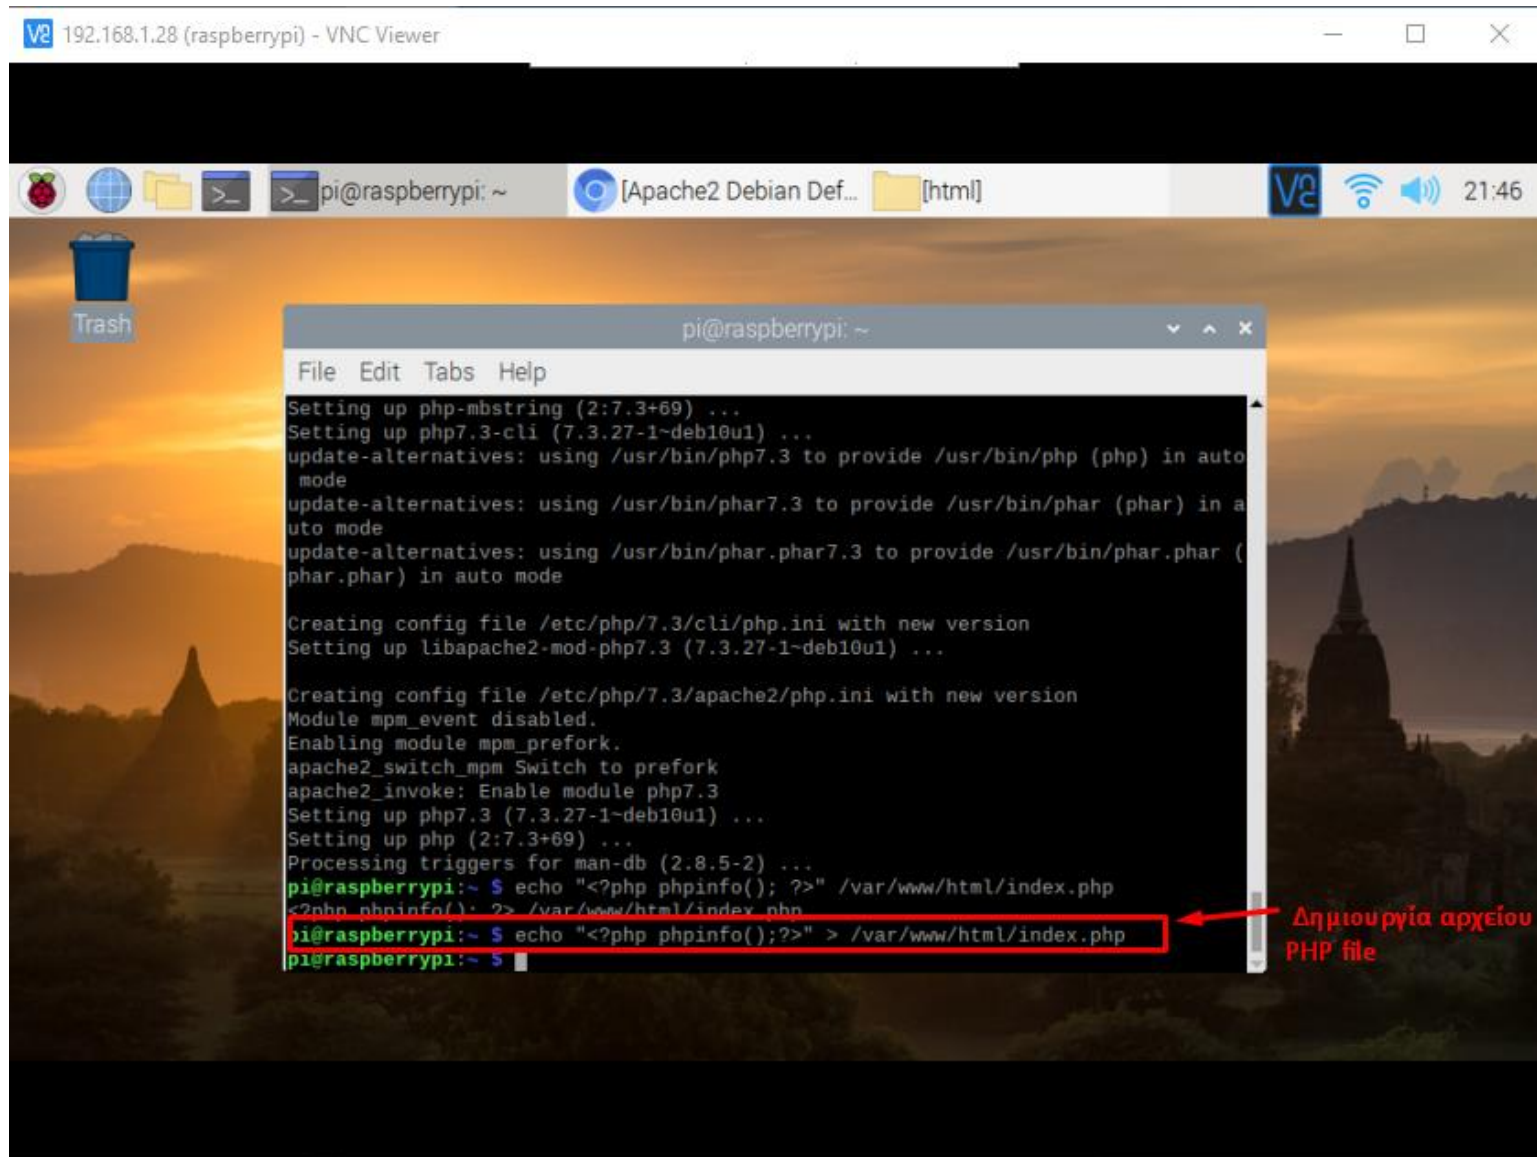 192.168.1.28 (raspberrypi) - VNC Viewer
pi@raspberrypi: ~ [Apache2 Debian Def... [html] 21:46
Trash
pi@raspberrypi: ~
File Edit Tabs Help
Setting up php-mbstring (2:7.3+69) ...
Setting up php7.3-cli (7.3.27-1~deb10u1) ...
update-alternatives: using /usr/bin/php7.3 to provide /usr/bin/php (php) in auto
mode
update-alternatives: using /usr/bin/phar7.3 to provide /usr/bin/phar (phar) in a
uto mode
update-alternatives: using /usr/bin/phar.phar7.3 to provide /usr/bin/phar.phar (
phar.phar) in auto mode
Creating config file /etc/php/7.3/cli/php.ini with new version
Setting up libapache2-mod-php7.3 (7.3.27-1~deb10u1) ...
Creating config file /etc/php/7.3/apache2/php.ini with new version
Module mpm_event disabled.
Enabling module mpm_prefork.
apache2_switch_mpm Switch to prefork
apache2_invoke: Enable module php7.3
Setting up php7.3 (7.3.27-1~deb10u1) ...
Setting up php (2:7.3+69) ...
Processing triggers for man-db (2.8.5-2) ...
pi@raspberrypi:~ $ echo "<?php phpinfo(); ?>" /var/www/html/index.php
<?php phpinfo(); ?> /var/www/html/index.php
pi@raspberrypi:~ $ echo "<?php phpinfo();?>" > /var/www/html/index.php
pi@raspberrypi:~ $
Δημιουργία αρχείου
PHP file